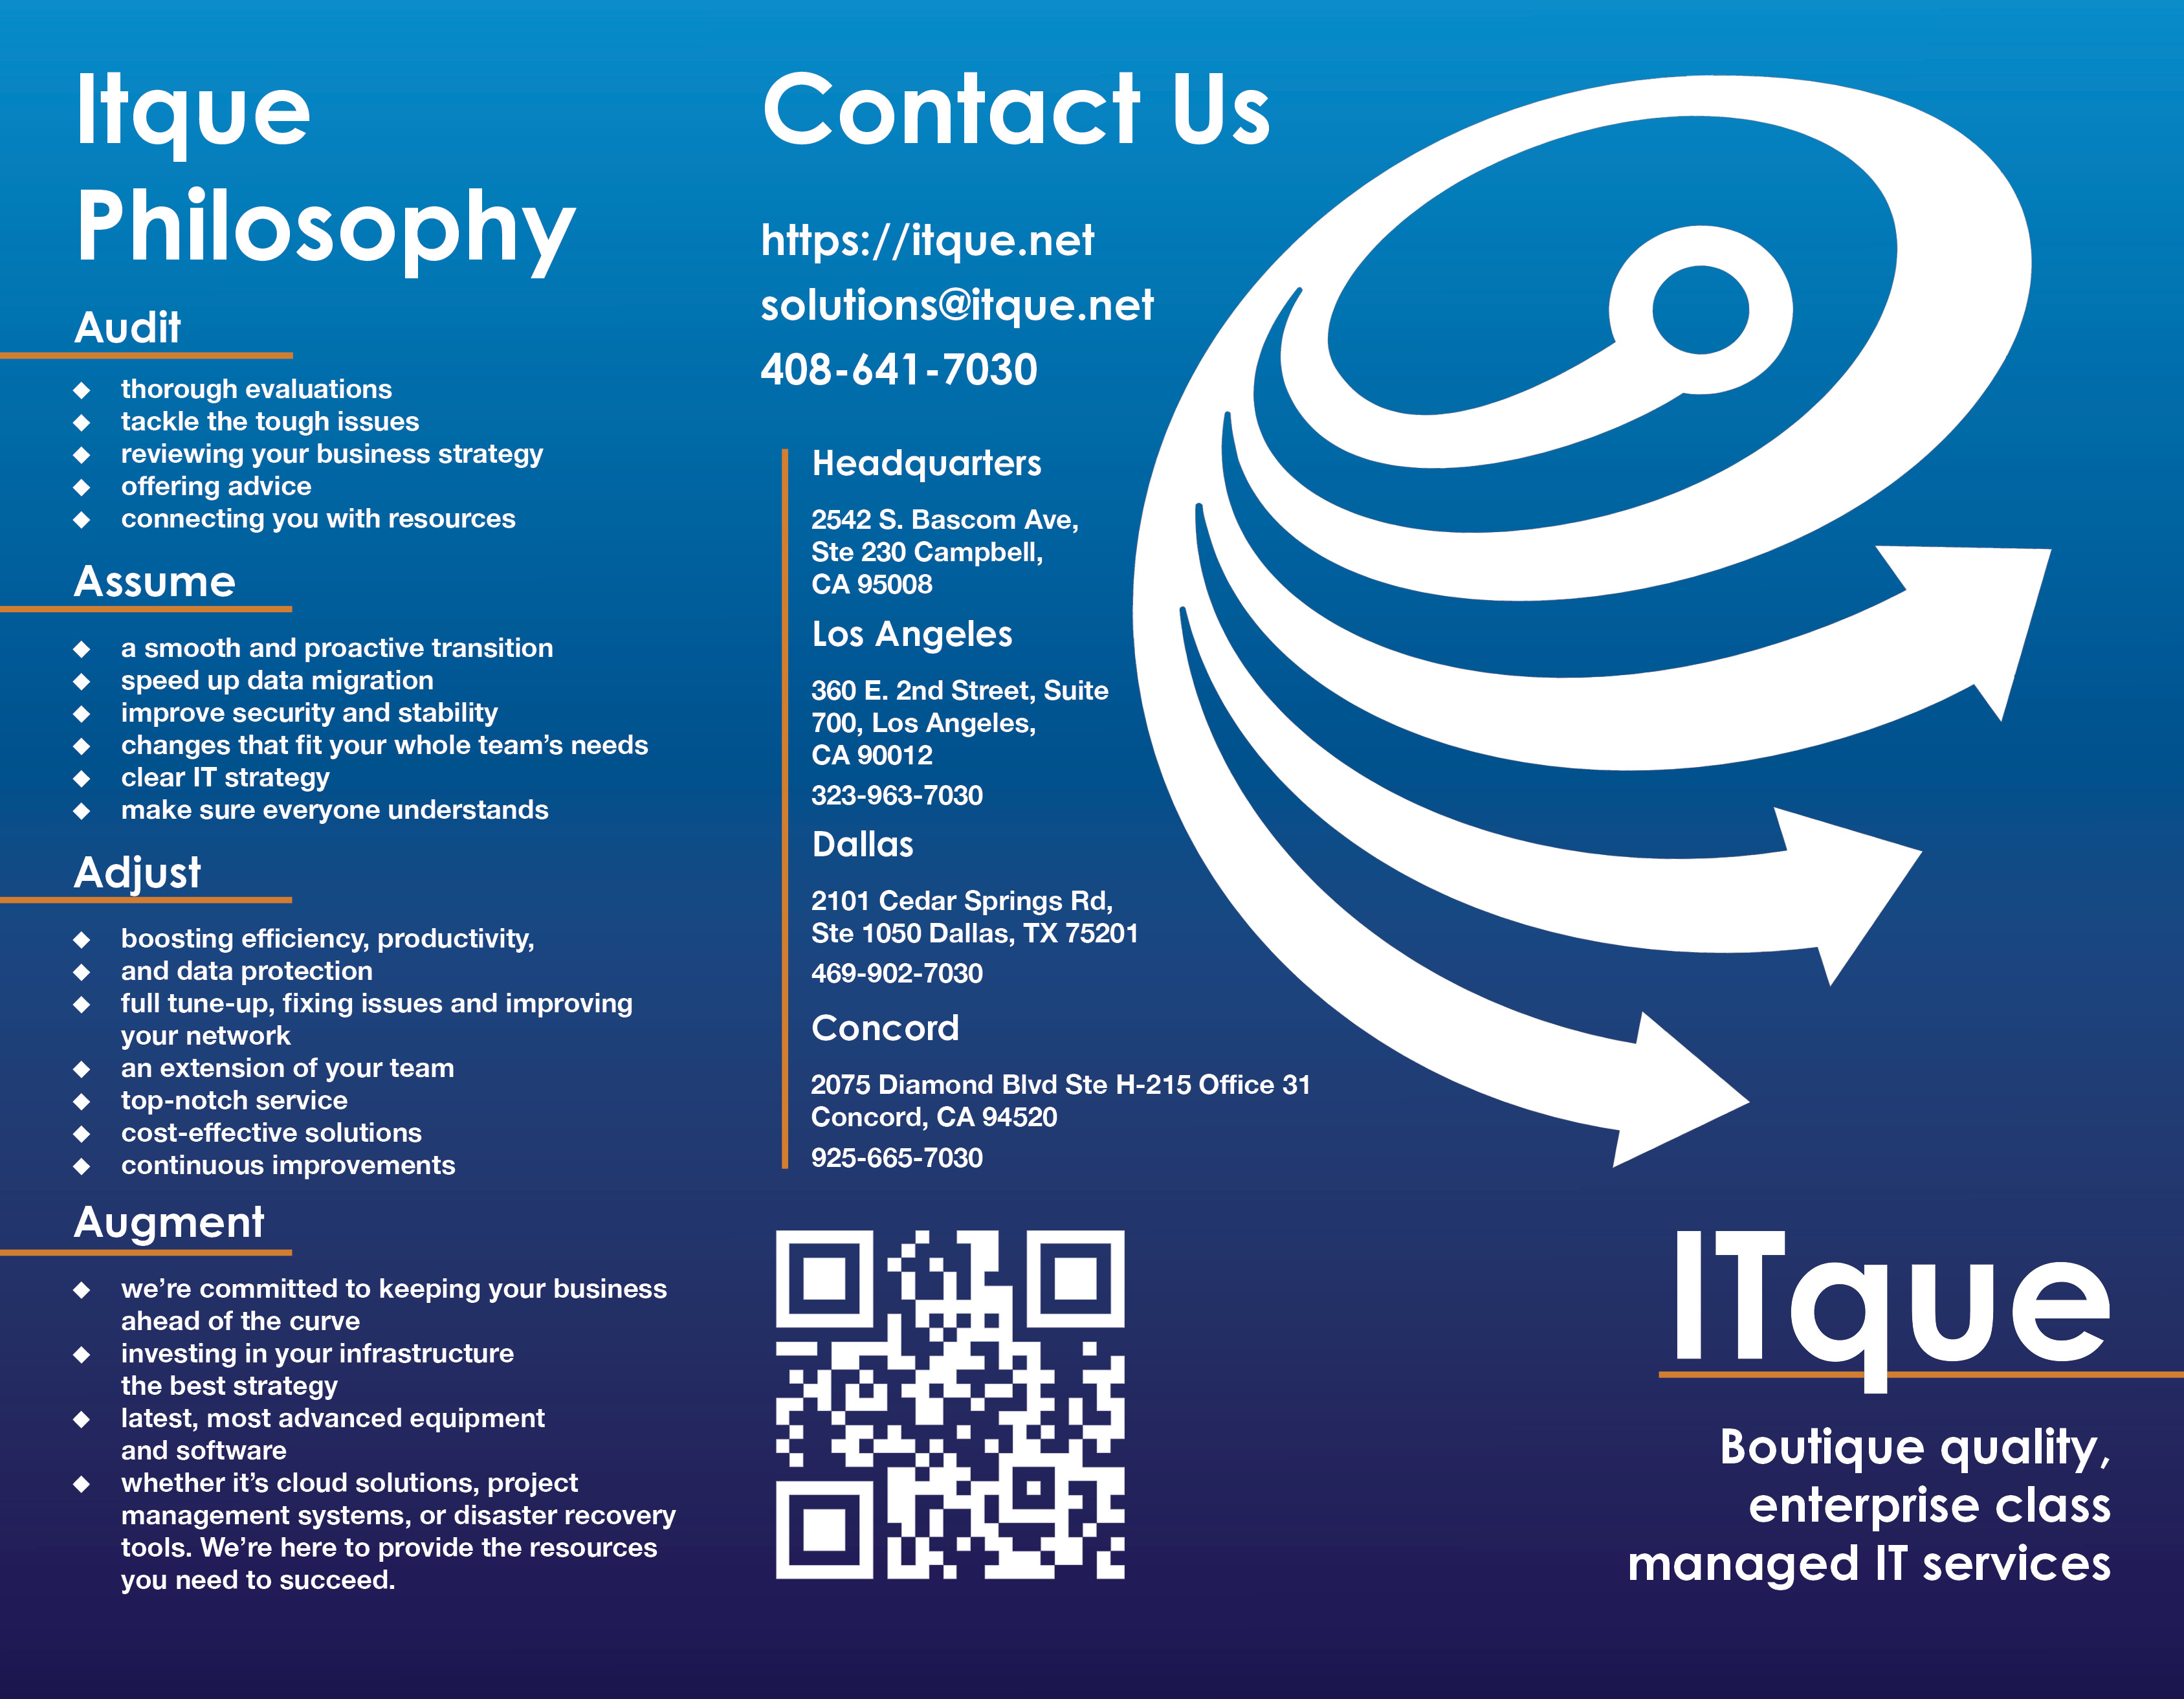 Itque
Philosophy
Audit
thorough evaluations
tackle the tough issues
reviewing your business strategy
offering advice
connecting you with resources
Assume
a smooth and proactive transition
speed up data migration
improve security and stability
changes that fit your whole team’s needs
clear IT strategy
make sure everyone understands
Adjust
boosting efficiency, productivity,
and data protection
full tune-up, fixing issues and improving
your network
an extension of your team
top-notch service
cost-effective solutions
continuous improvements
Augment
we’re committed to keeping your business
ahead of the curve
investing in your infrastructure
the best strategy
latest, most advanced equipment
and software
whether it’s cloud solutions, project
management systems, or disaster recovery
tools. We’re here to provide the resources
you need to succeed.
Contact Us
https://itque.net
solutions@itque.net
408-641-7030
Headquarters
2542 S. Bascom Ave,
Ste 230 Campbell,
CA 95008
Los Angeles
360 E. 2nd Street, Suite
700, Los Angeles,
CA 90012
323-963-7030
Dallas
2101 Cedar Springs Rd,
Ste 1050 Dallas, TX 75201
469-902-7030
Concord
2075 Diamond Blvd Ste H-215 Office 31
Concord, CA 94520
925-665-7030
ITque
Boutique quality,
enterprise class
managed IT services